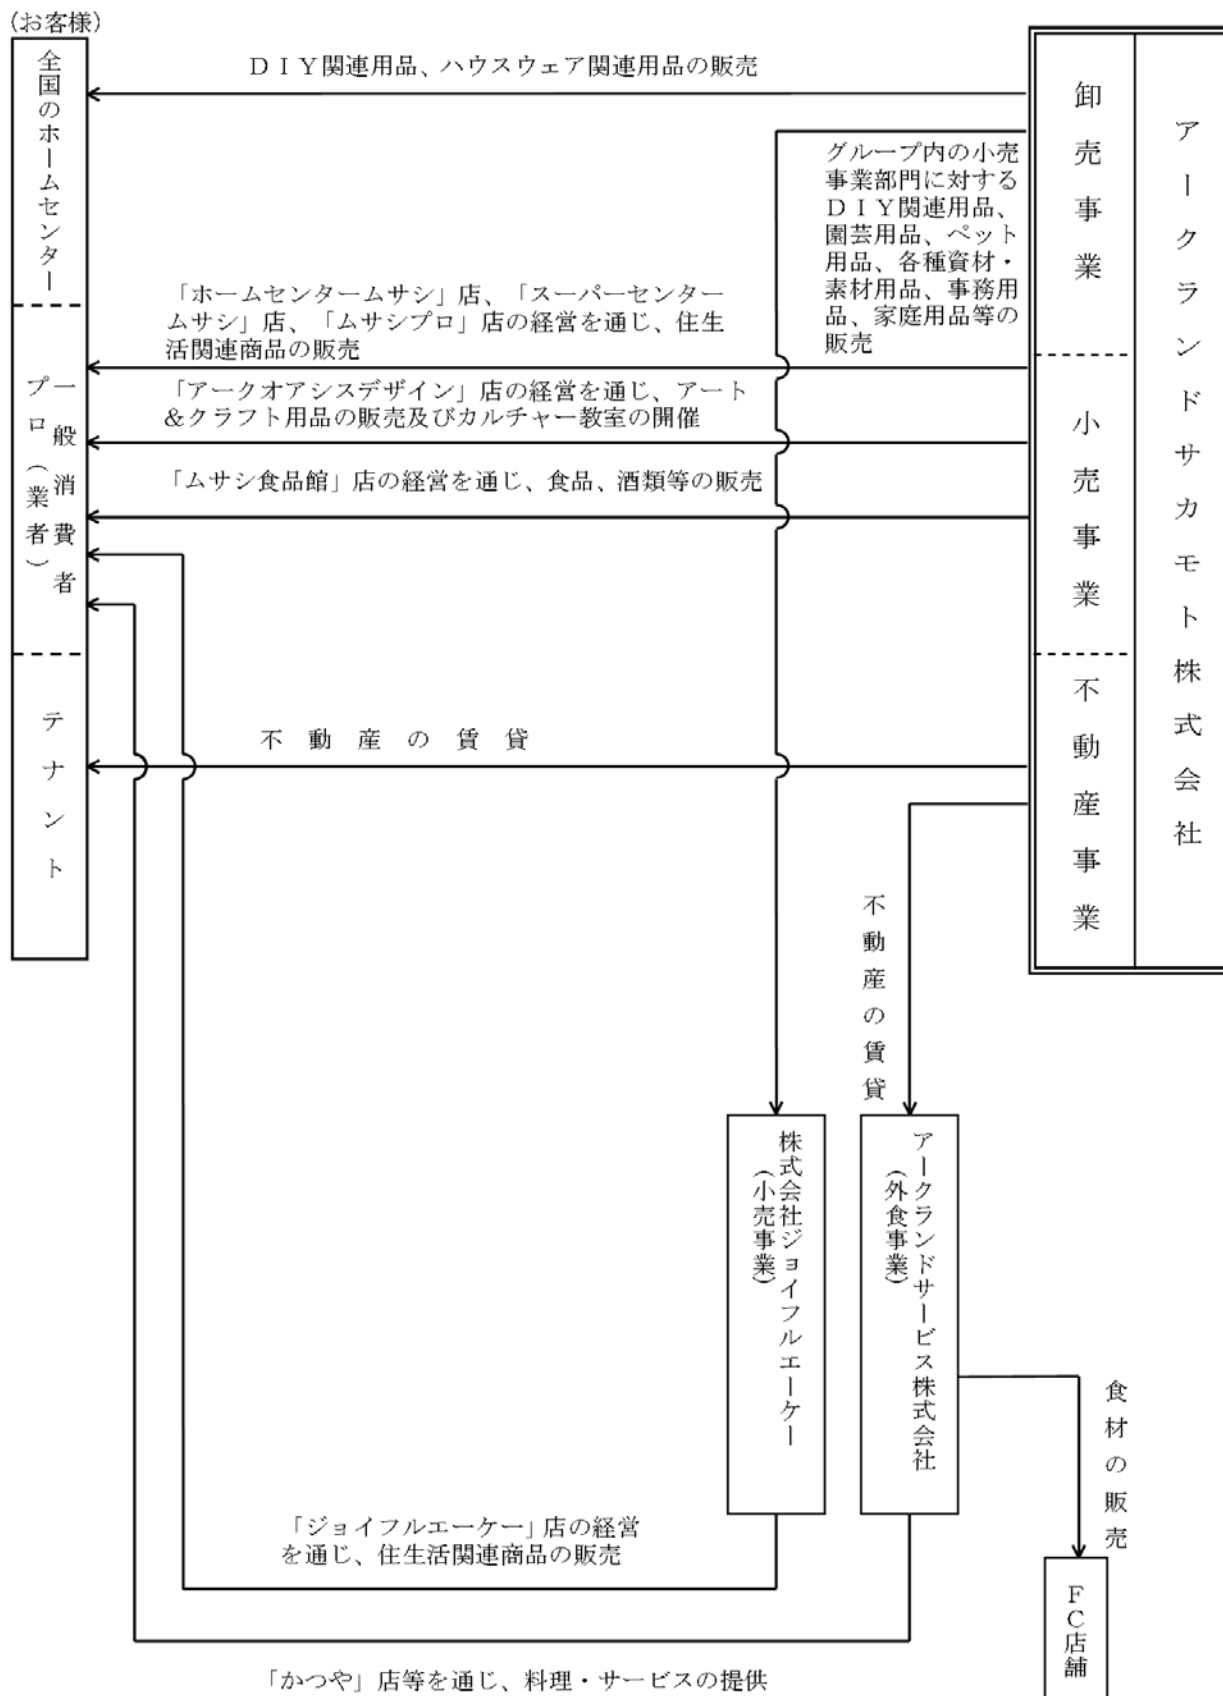 (お客様)
全国のホームセンター
一般消費者
プロ（業者）
テナント
ＤＩＹ関連用品、ハウスウェア関連用品の販売
グループ内の小売
事業部門に対する
ＤＩＹ関連用品、
園芸用品、ペット
用品、各種資材・
素材用品、事務用
品、家庭用品等の
販売
「ホームセンタームサシ」店、「スーパーセンター
ムサシ」店、「ムサシプロ」店の経営を通じ、住生
活関連商品の販売
「アークオアシスデザイン」店の経営を通じ、アート
&クラフト用品の販売及びカルチャー教室の開催
「ムサシ食品館」店の経営を通じ、食品、酒類等の販売
不動産の賃貸
アークランドサカモト株式会社
卸売事業
小売事業
不動産事業
不動産の賃貸
株式会社ジョイフルエーケー
（小売事業）
アークランドサービス株式会社
（外食事業）
食材の販売
ＦＣ店舗
「ジョイフルエーケー」店の経営
を通じ、住生活関連商品の販売
「かつや」店等を通じ、料理・サービスの提供